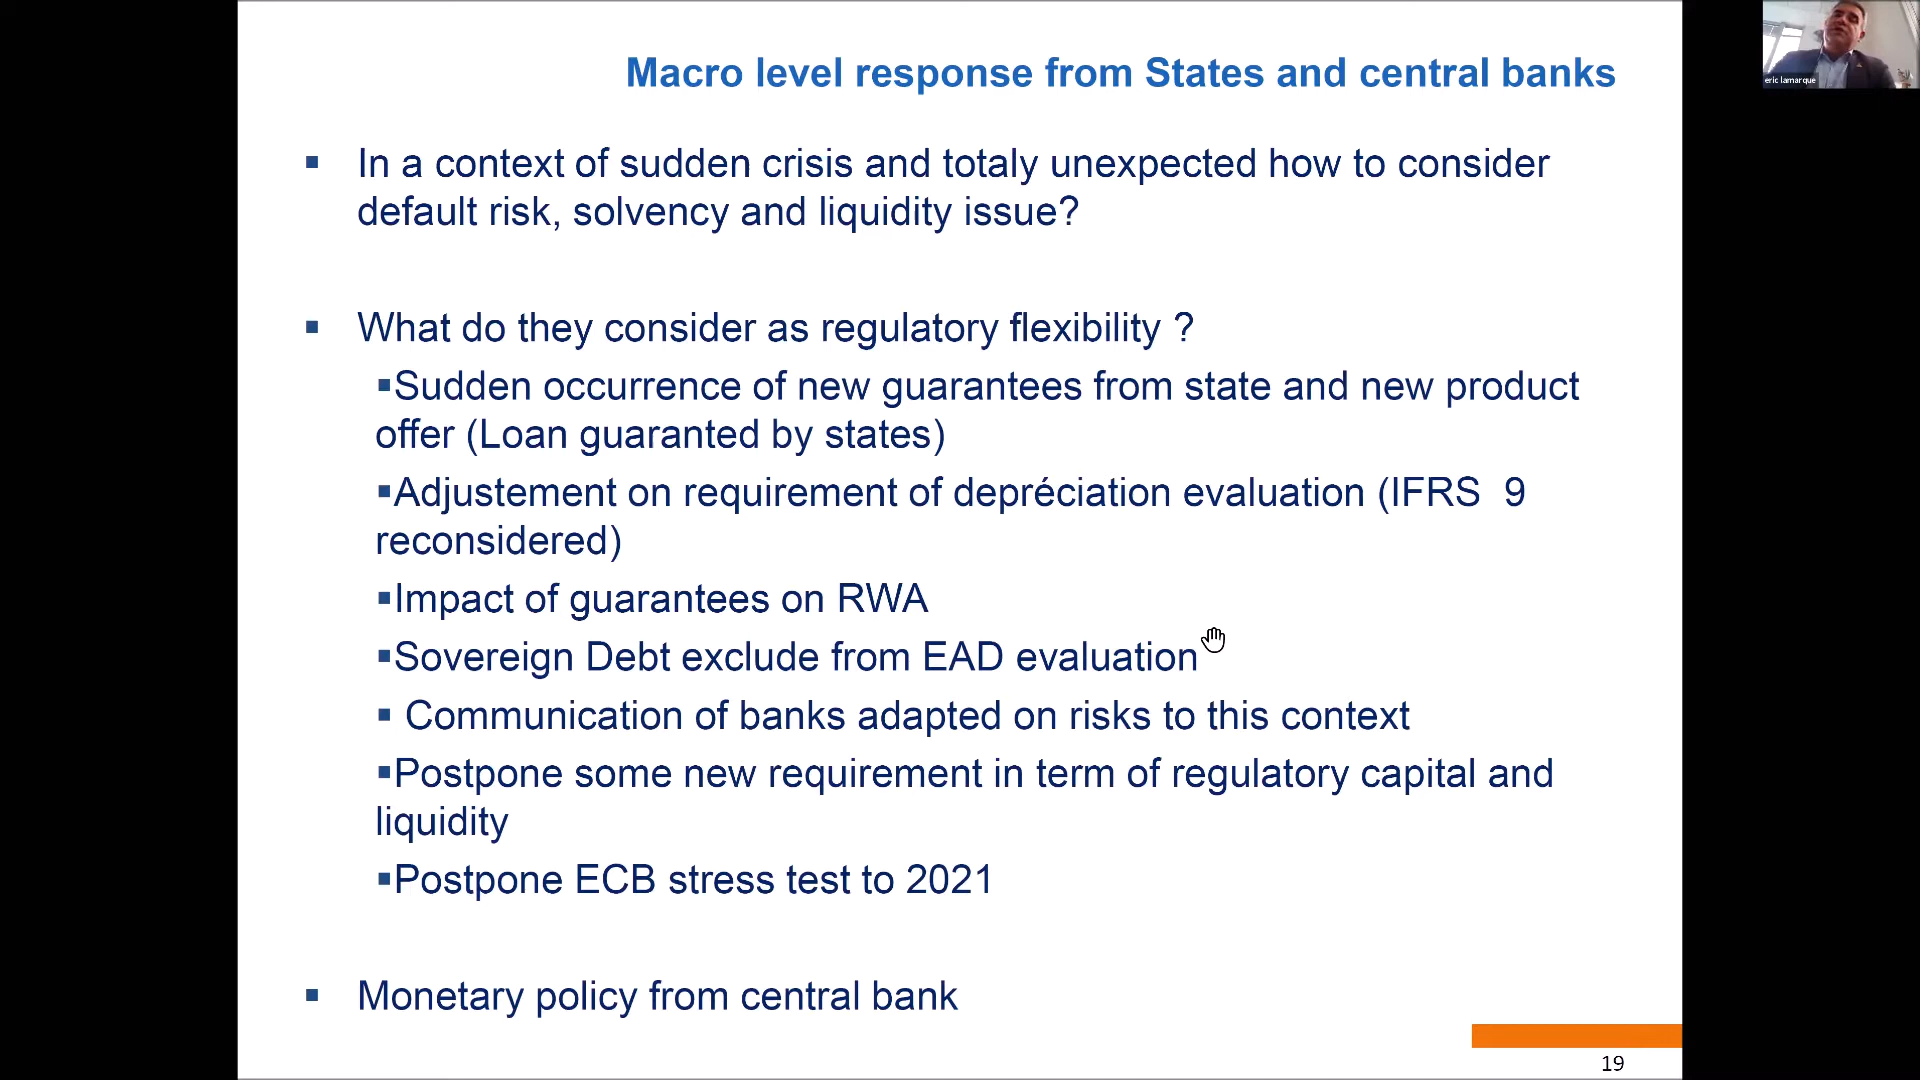 Macro level response from States and central banks
eric lamarque
▪ In a context of sudden crisis and totaly unexpected how to consider
default risk, solvency and liquidity issue?
▪ What do they consider as regulatory flexibility ?
▪Sudden occurrence of new guarantees from state and new product
offer (Loan guaranted by states)
▪Adjustement on requirement of depréciation evaluation (IFRS 9
reconsidered)
▪Impact of guarantees on RWA
▪Sovereign Debt exclude from EAD evaluation
▪ Communication of banks adapted on risks to this context
▪Postpone some new requirement in term of regulatory capital and
liquidity
▪Postpone ECB stress test to 2021
▪ Monetary policy from central bank
19